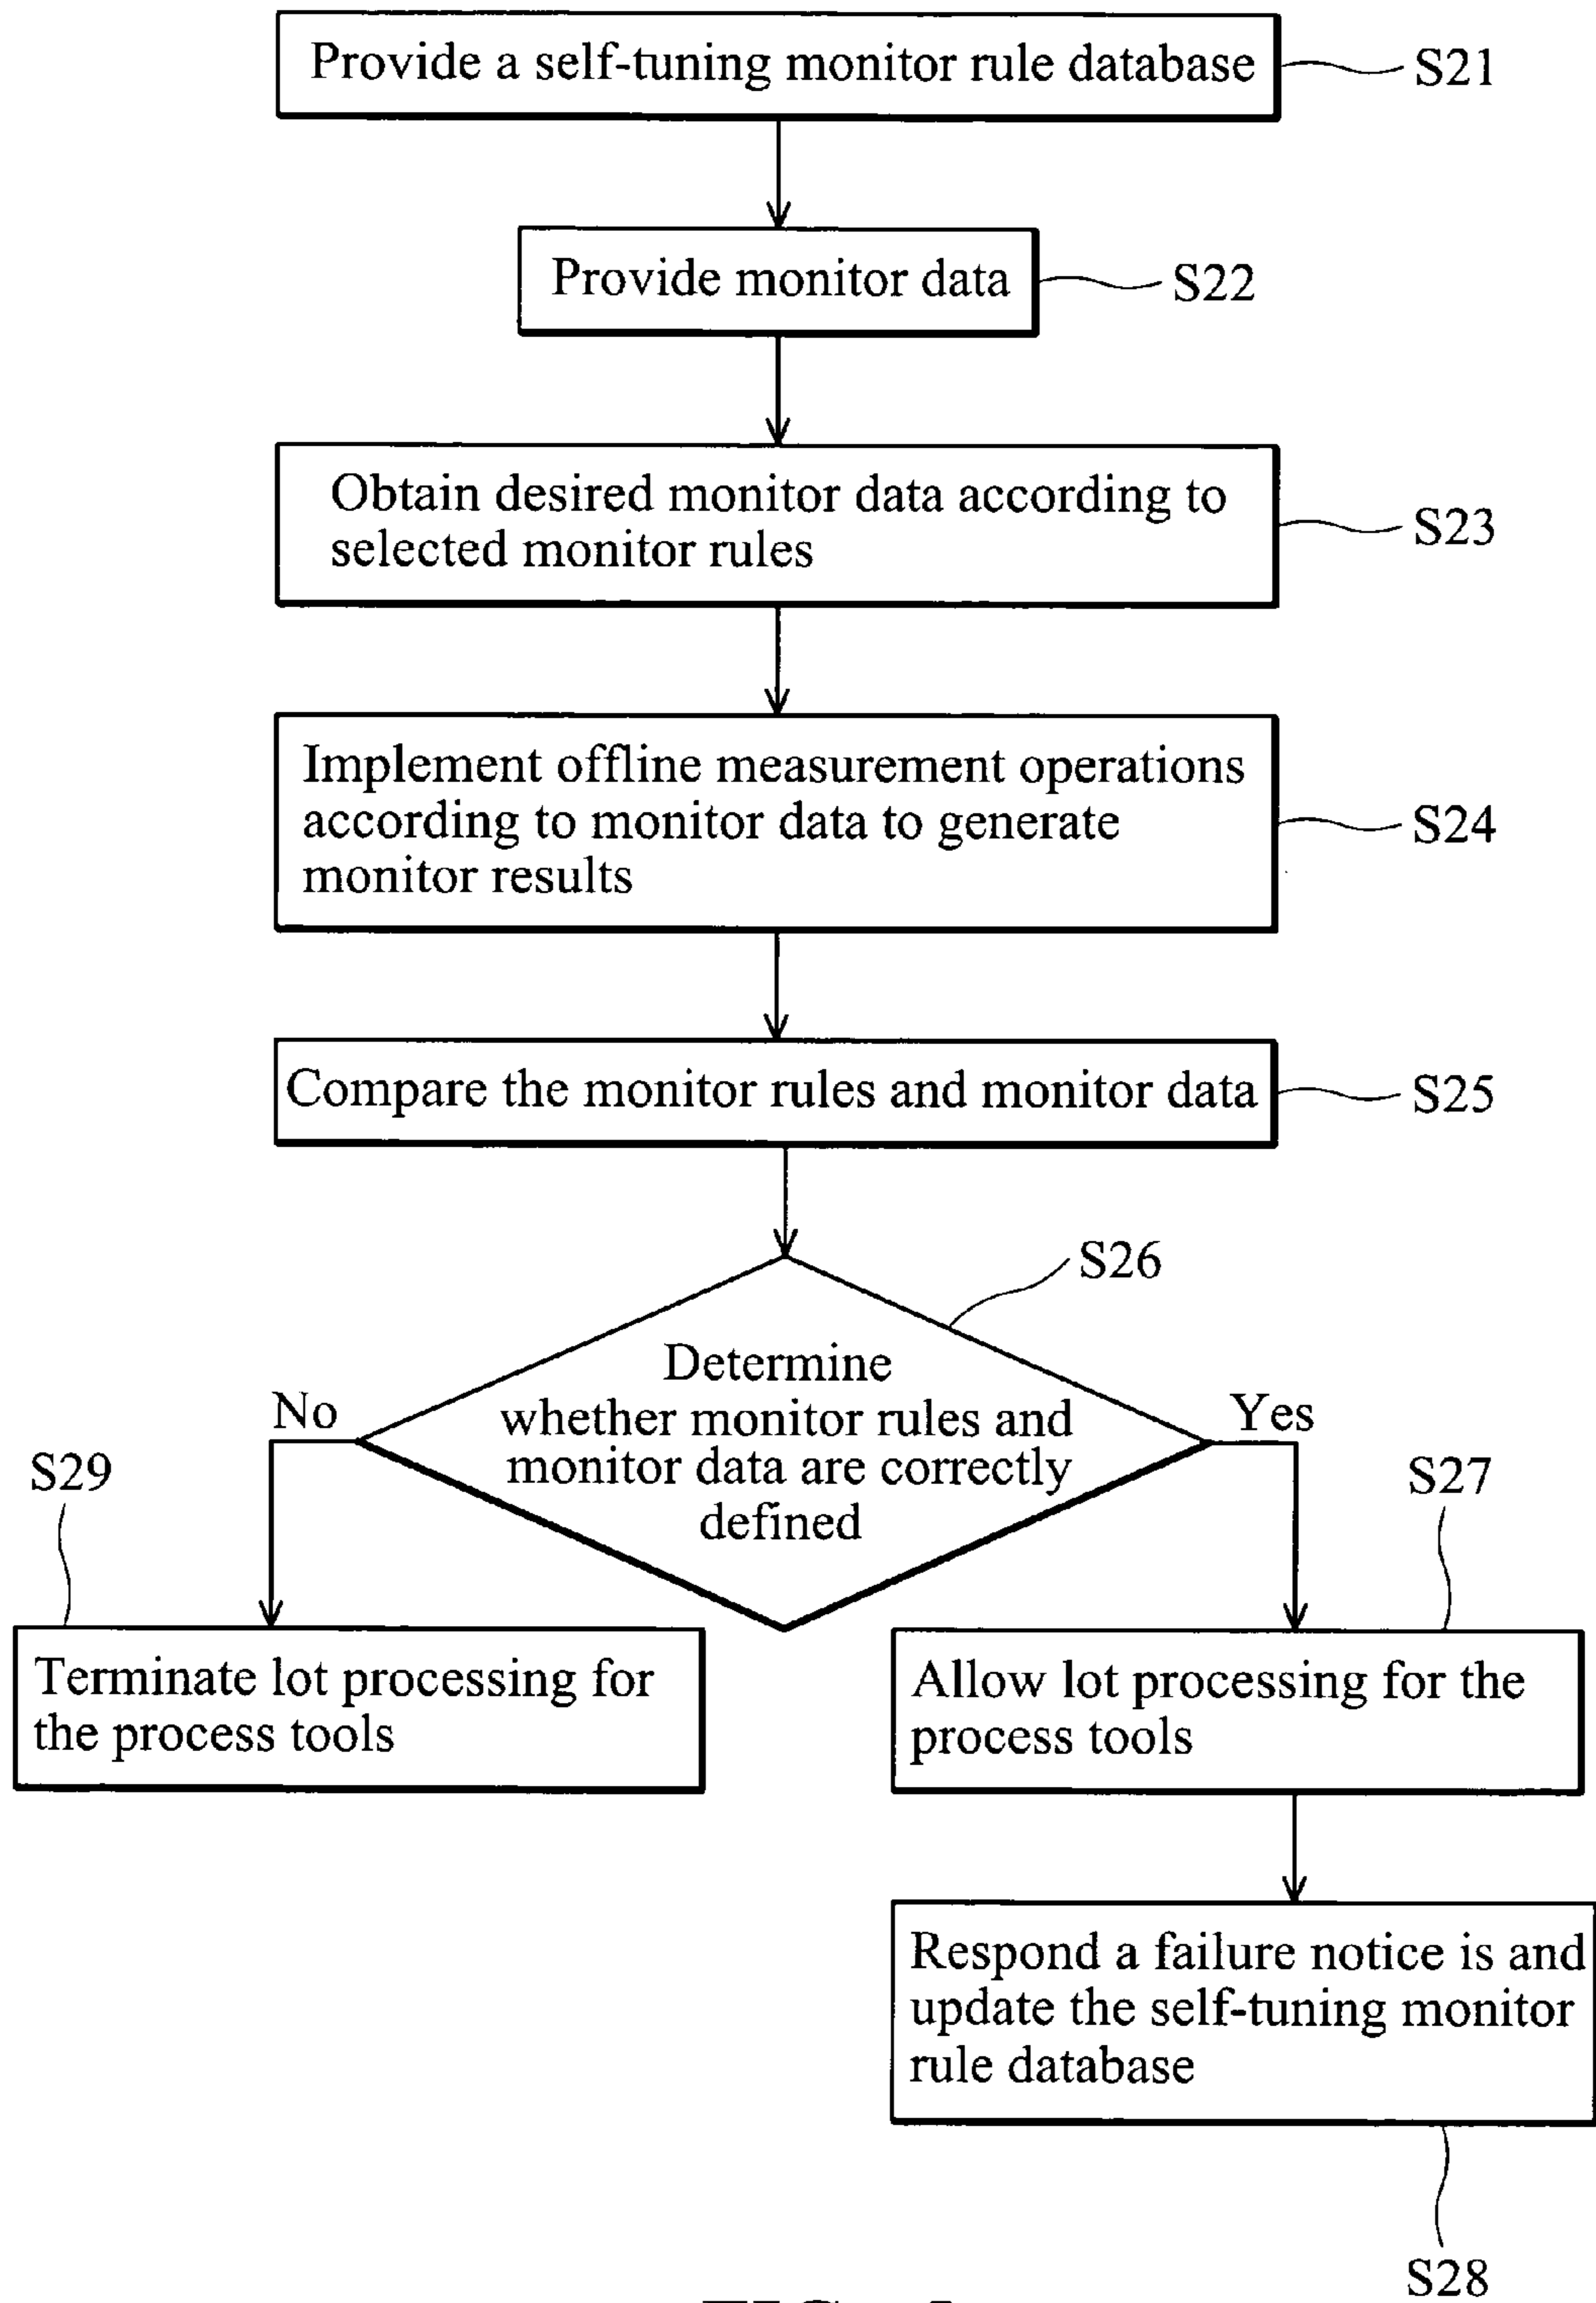 Provide a self-tuning monitor rule database
S21
Provide monitor data
S22
Obtain desired monitor data according to
selected monitor rules
S23
Implement offline measurement operations
according to monitor data to generate
monitor results
S24
Compare the monitor rules and monitor data
S25
S26
Determine
whether monitor rules and
monitor data are correctly
defined
No
Yes
S29
S27
Terminate lot processing for
the process tools
Allow lot processing for the
process tools
Respond a failure notice is and
update the self-tuning monitor
rule database
S28